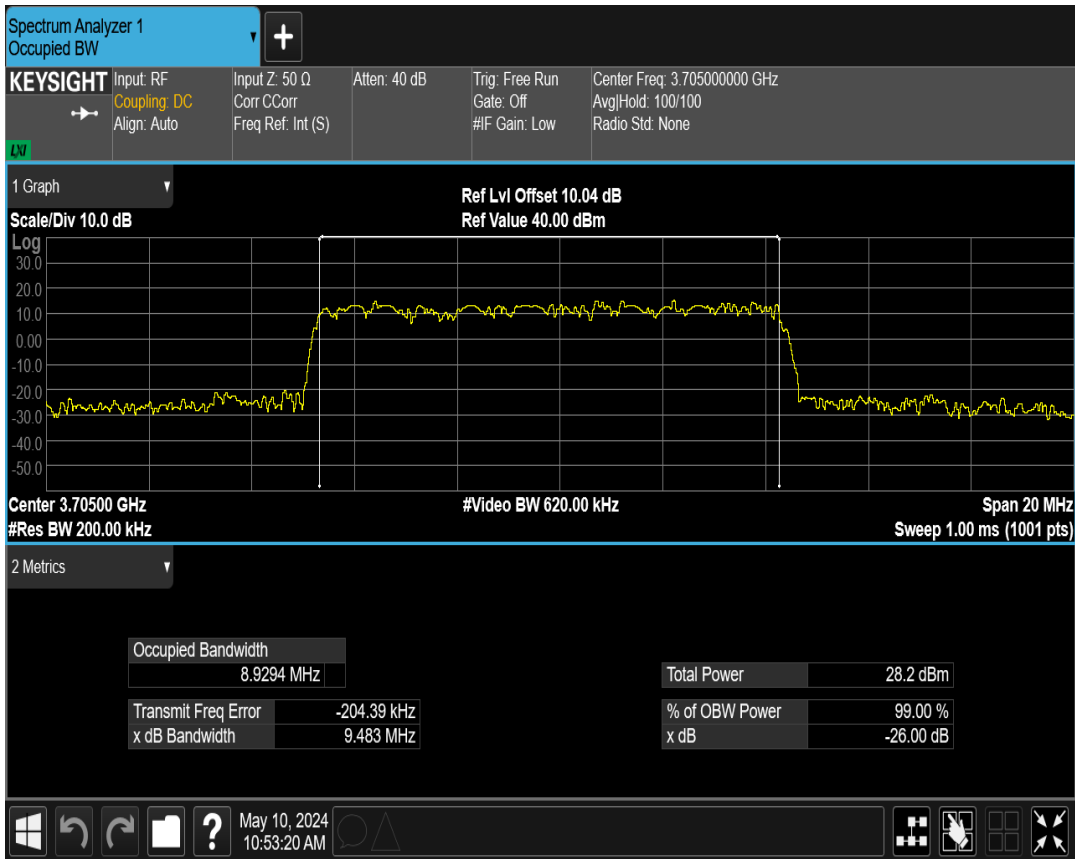 Spectrum Analyzer 1
Occupied BW
+
KEYSIGHT
LXI
Input: RF
Coupling: DC
Align: Auto
Input Z: 50 Ω
Corr CCorr
Freq Ref: Int (S)
Atten: 40 dB
Trig: Free Run
Gate: Off
#IF Gain: Low
Center Freq: 3.705000000 GHz
Avg|Hold: 100/100
Radio Std: None
1 Graph
Scale/Div 10.0 dB
Ref Lvl Offset 10.04 dB
Ref Value 40.00 dBm
Log
30.0
20.0
10.0
0.00
-10.0
-20.0
-30.0
-40.0
-50.0
Center 3.70500 GHz
#Video BW 620.00 kHz
Span 20 MHz
#Res BW 200.00 kHz
Sweep 1.00 ms (1001 pts)
2 Metrics
Occupied Bandwidth
8.9294 MHz
Total Power 28.2 dBm
Transmit Freq Error -204.39 kHz
% of OBW Power 99.00 %
x dB Bandwidth 9.483 MHz
x dB -26.00 dB
?
May 10, 2024
10:53:20 AM